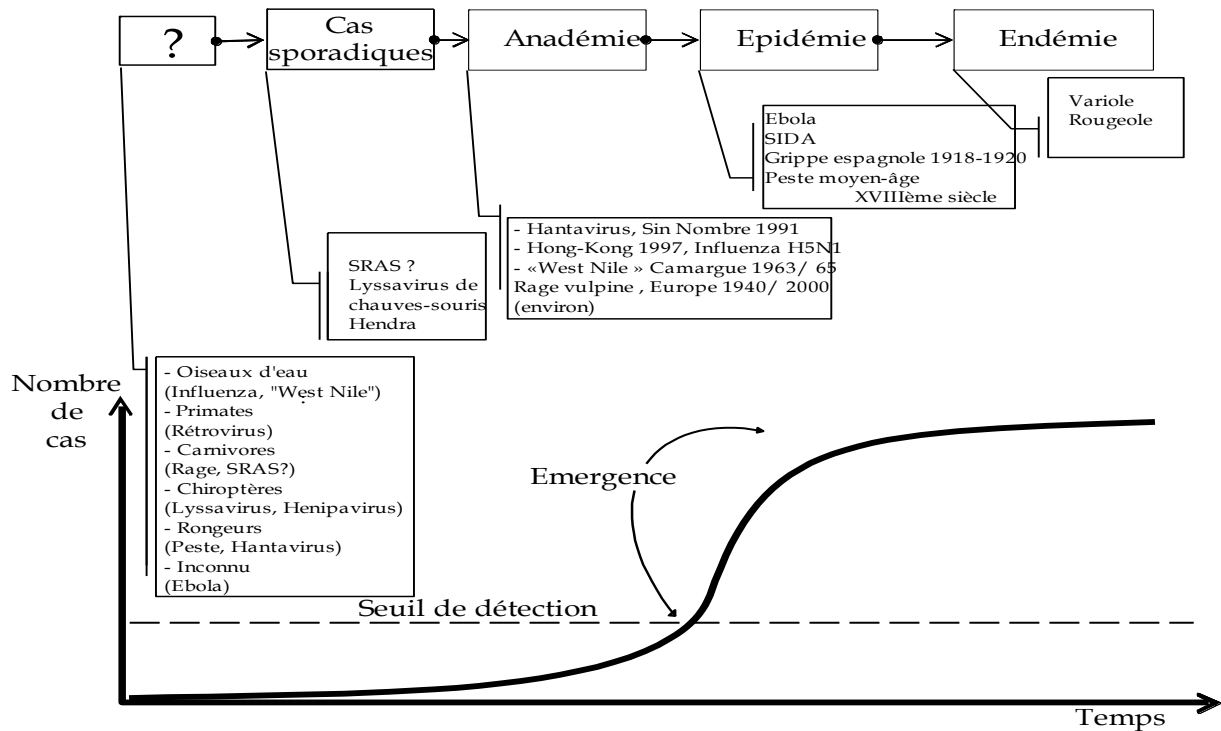 ?
Cas
sporadiques
Anadémie
Epidémie
Endémie
Variole
Rougeole
Ebola
SIDA
Grippe espagnole 1918-1920
Peste moyen-âge
XVIIIème siècle
- Hantavirus, Sin Nombre 1991
- Hong-Kong 1997, Influenza H5N1
- «West Nile » Camargue 1963/ 65
Rage vulpine , Europe 1940/ 2000
(environ)
SRAS ?
Lyssavirus de
chauves-souris
Hendra
- Oiseaux d'eau
(Influenza, "West Nile")
- Primates
(Rétrovirus)
- Carnivores
(Rage, SRAS?)
- Chiroptères
(Lyssavirus, Henipavirus)
- Rongeurs
(Peste, Hantavirus)
- Inconnu
(Ebola)
Nombre
de
cas
Emergence
Seuil de détection
Temps